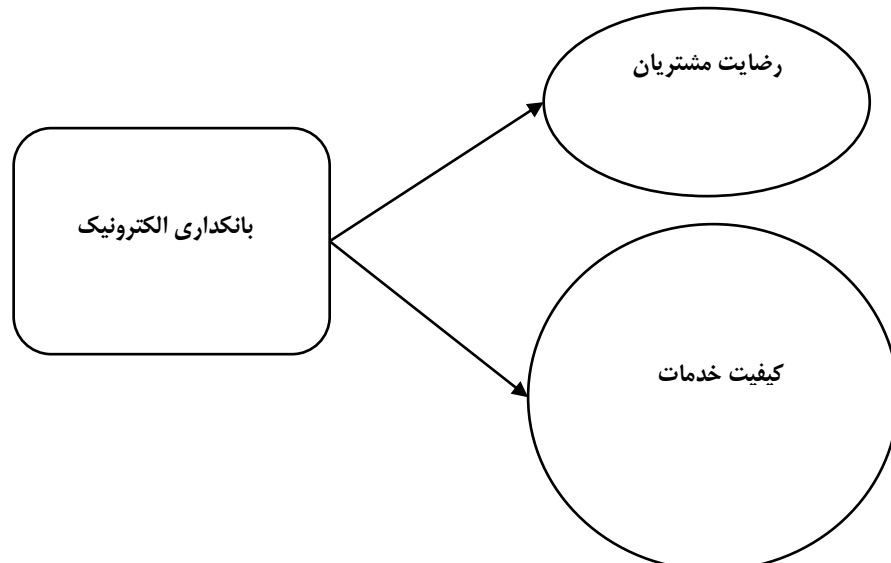 رضایت مشتریان
بانکداری الکترونیک
کیفیت خدمات